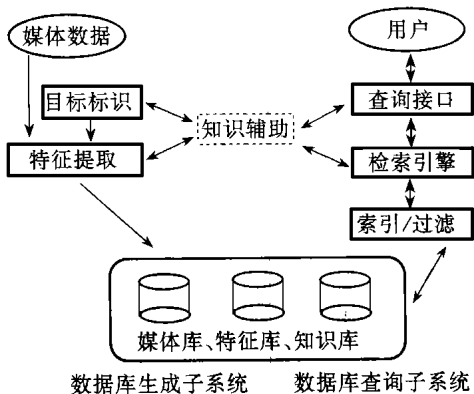 媒体数据
用户
目标标识
查询接口
知识辅助
特征提取
检索引擎
索引/过滤
媒体库、特征库、知识库
数据库生成子系统
数据库查询子系统